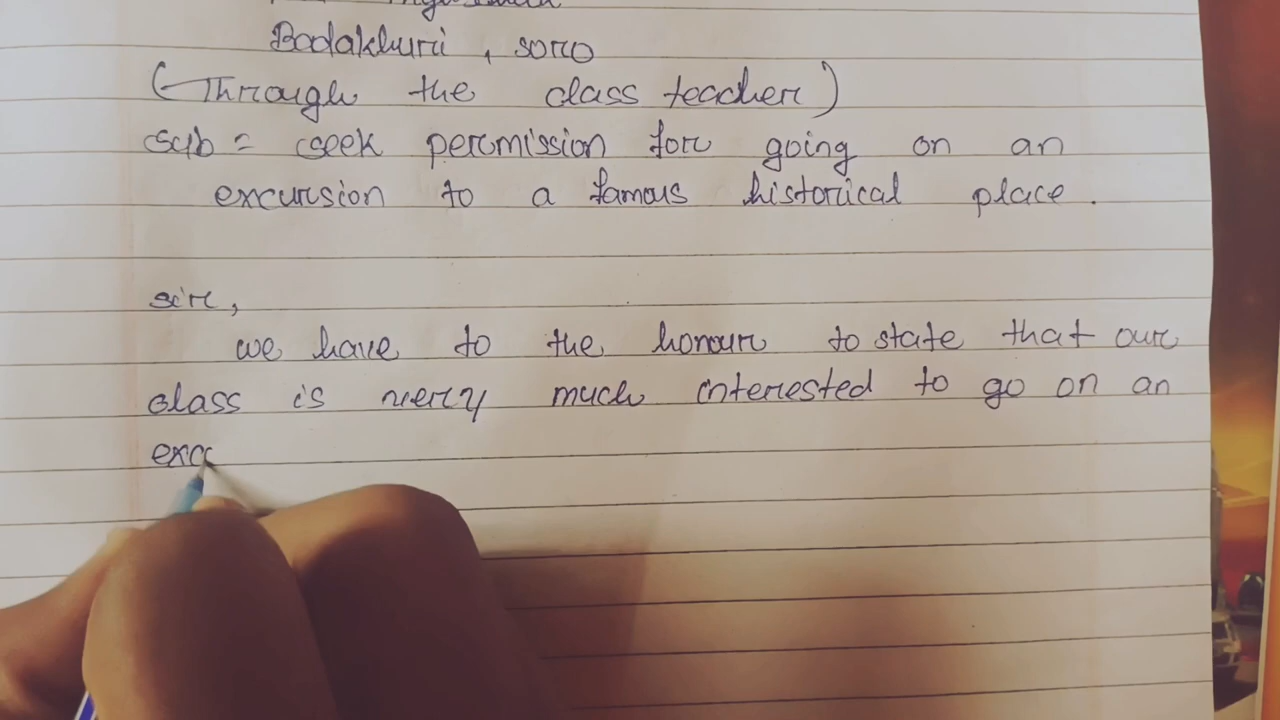 Badakhuri, soro
(Through the class teacher)
Sub = seek permission for going on an
excursion to a famous historical place.
sir,
we have to the honour to state that our
class is very much interested to go on an
exc